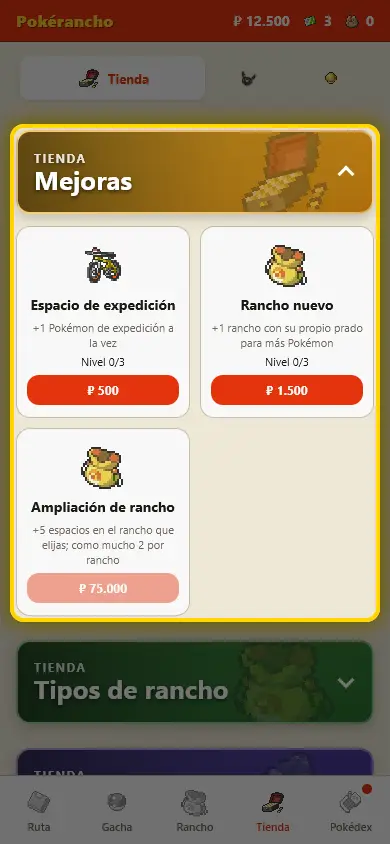 Pokérancho
₽ 12.500
3
0
Tienda
TIENDA
Mejoras
Espacio de expedición
+1 Pokémon de expedición a
la vez
Nivel 0/3
₽ 500
Rancho nuevo
+1 rancho con su propio prado
para más Pokémon
Nivel 0/3
₽ 1.500
Ampliación de rancho
+5 espacios en el rancho que
elijas; como mucho 2 por
rancho
₽ 75.000
TIENDA
Tipos de rancho
TIENDA
Ruta
Gacha
Rancho
Tienda
Pokédex